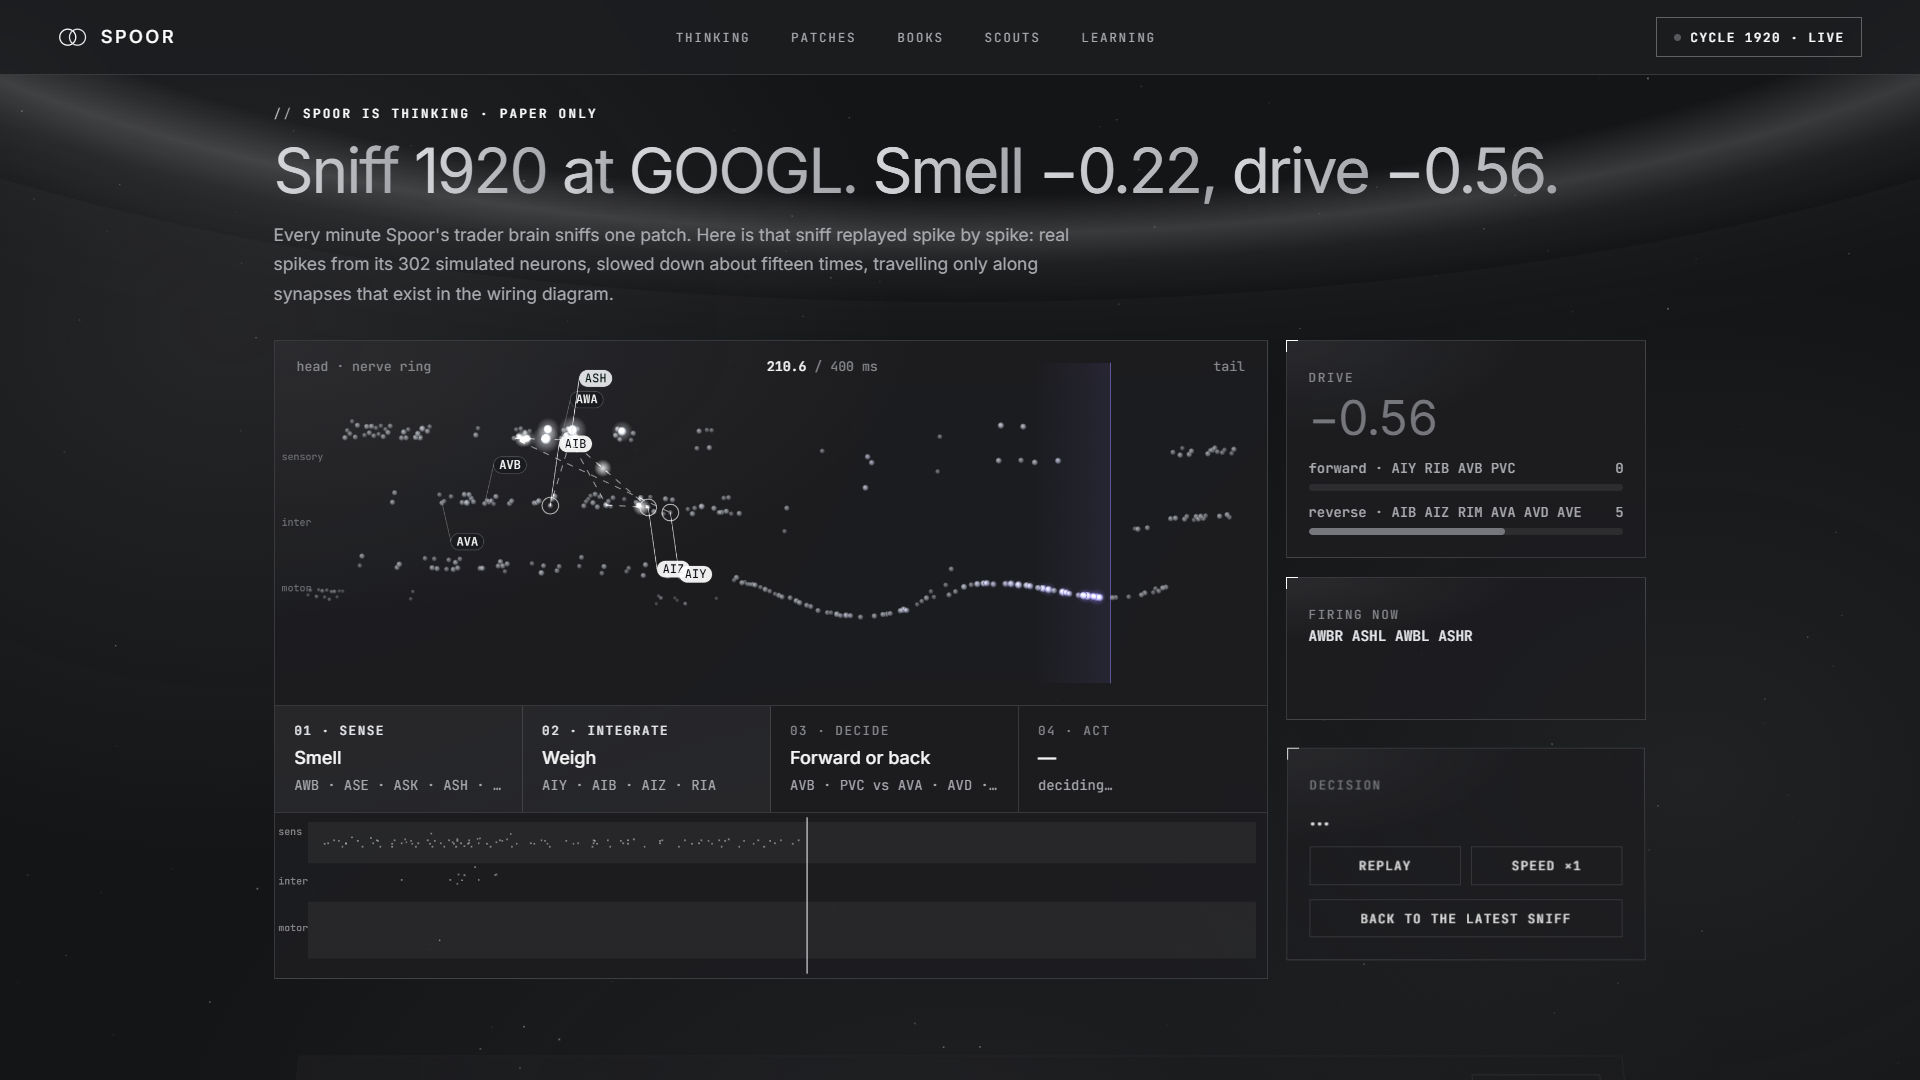 SPOOR
THINKING
PATCHES
BOOKS
SCOUTS
LEARNING
CYCLE 1920 · LIVE
// SPOOR IS THINKING · PAPER ONLY
Sniff 1920 at GOOGL. Smell −0.22, drive −0.56.
Every minute Spoor's trader brain sniffs one patch. Here is that sniff replayed spike by spike: real
spikes from its 302 simulated neurons, slowed down about fifteen times, travelling only along
synapses that exist in the wiring diagram.
head · nerve ring
210.6 / 400 ms
tail
ASH
AWA
AIB
AVB
sensory
inter
AVA
AIZ
AIY
motor
DRIVE
−0.56
forward · AIY RIB AVB PVC 0
reverse · AIB AIZ RIM AVA AVD AVE 5
FIRING NOW
AWBR ASHL AWBL ASHR
01 · SENSE
Smell
AWB · ASE · ASK · ASH · …
02 · INTEGRATE
Weigh
AIY · AIB · AIZ · RIA
03 · DECIDE
Forward or back
AVB · PVC vs AVA · AVD ·…
04 · ACT
—
deciding…
DECISION
…
REPLAY
SPEED ×1
BACK TO THE LATEST SNIFF
sens
inter
motor